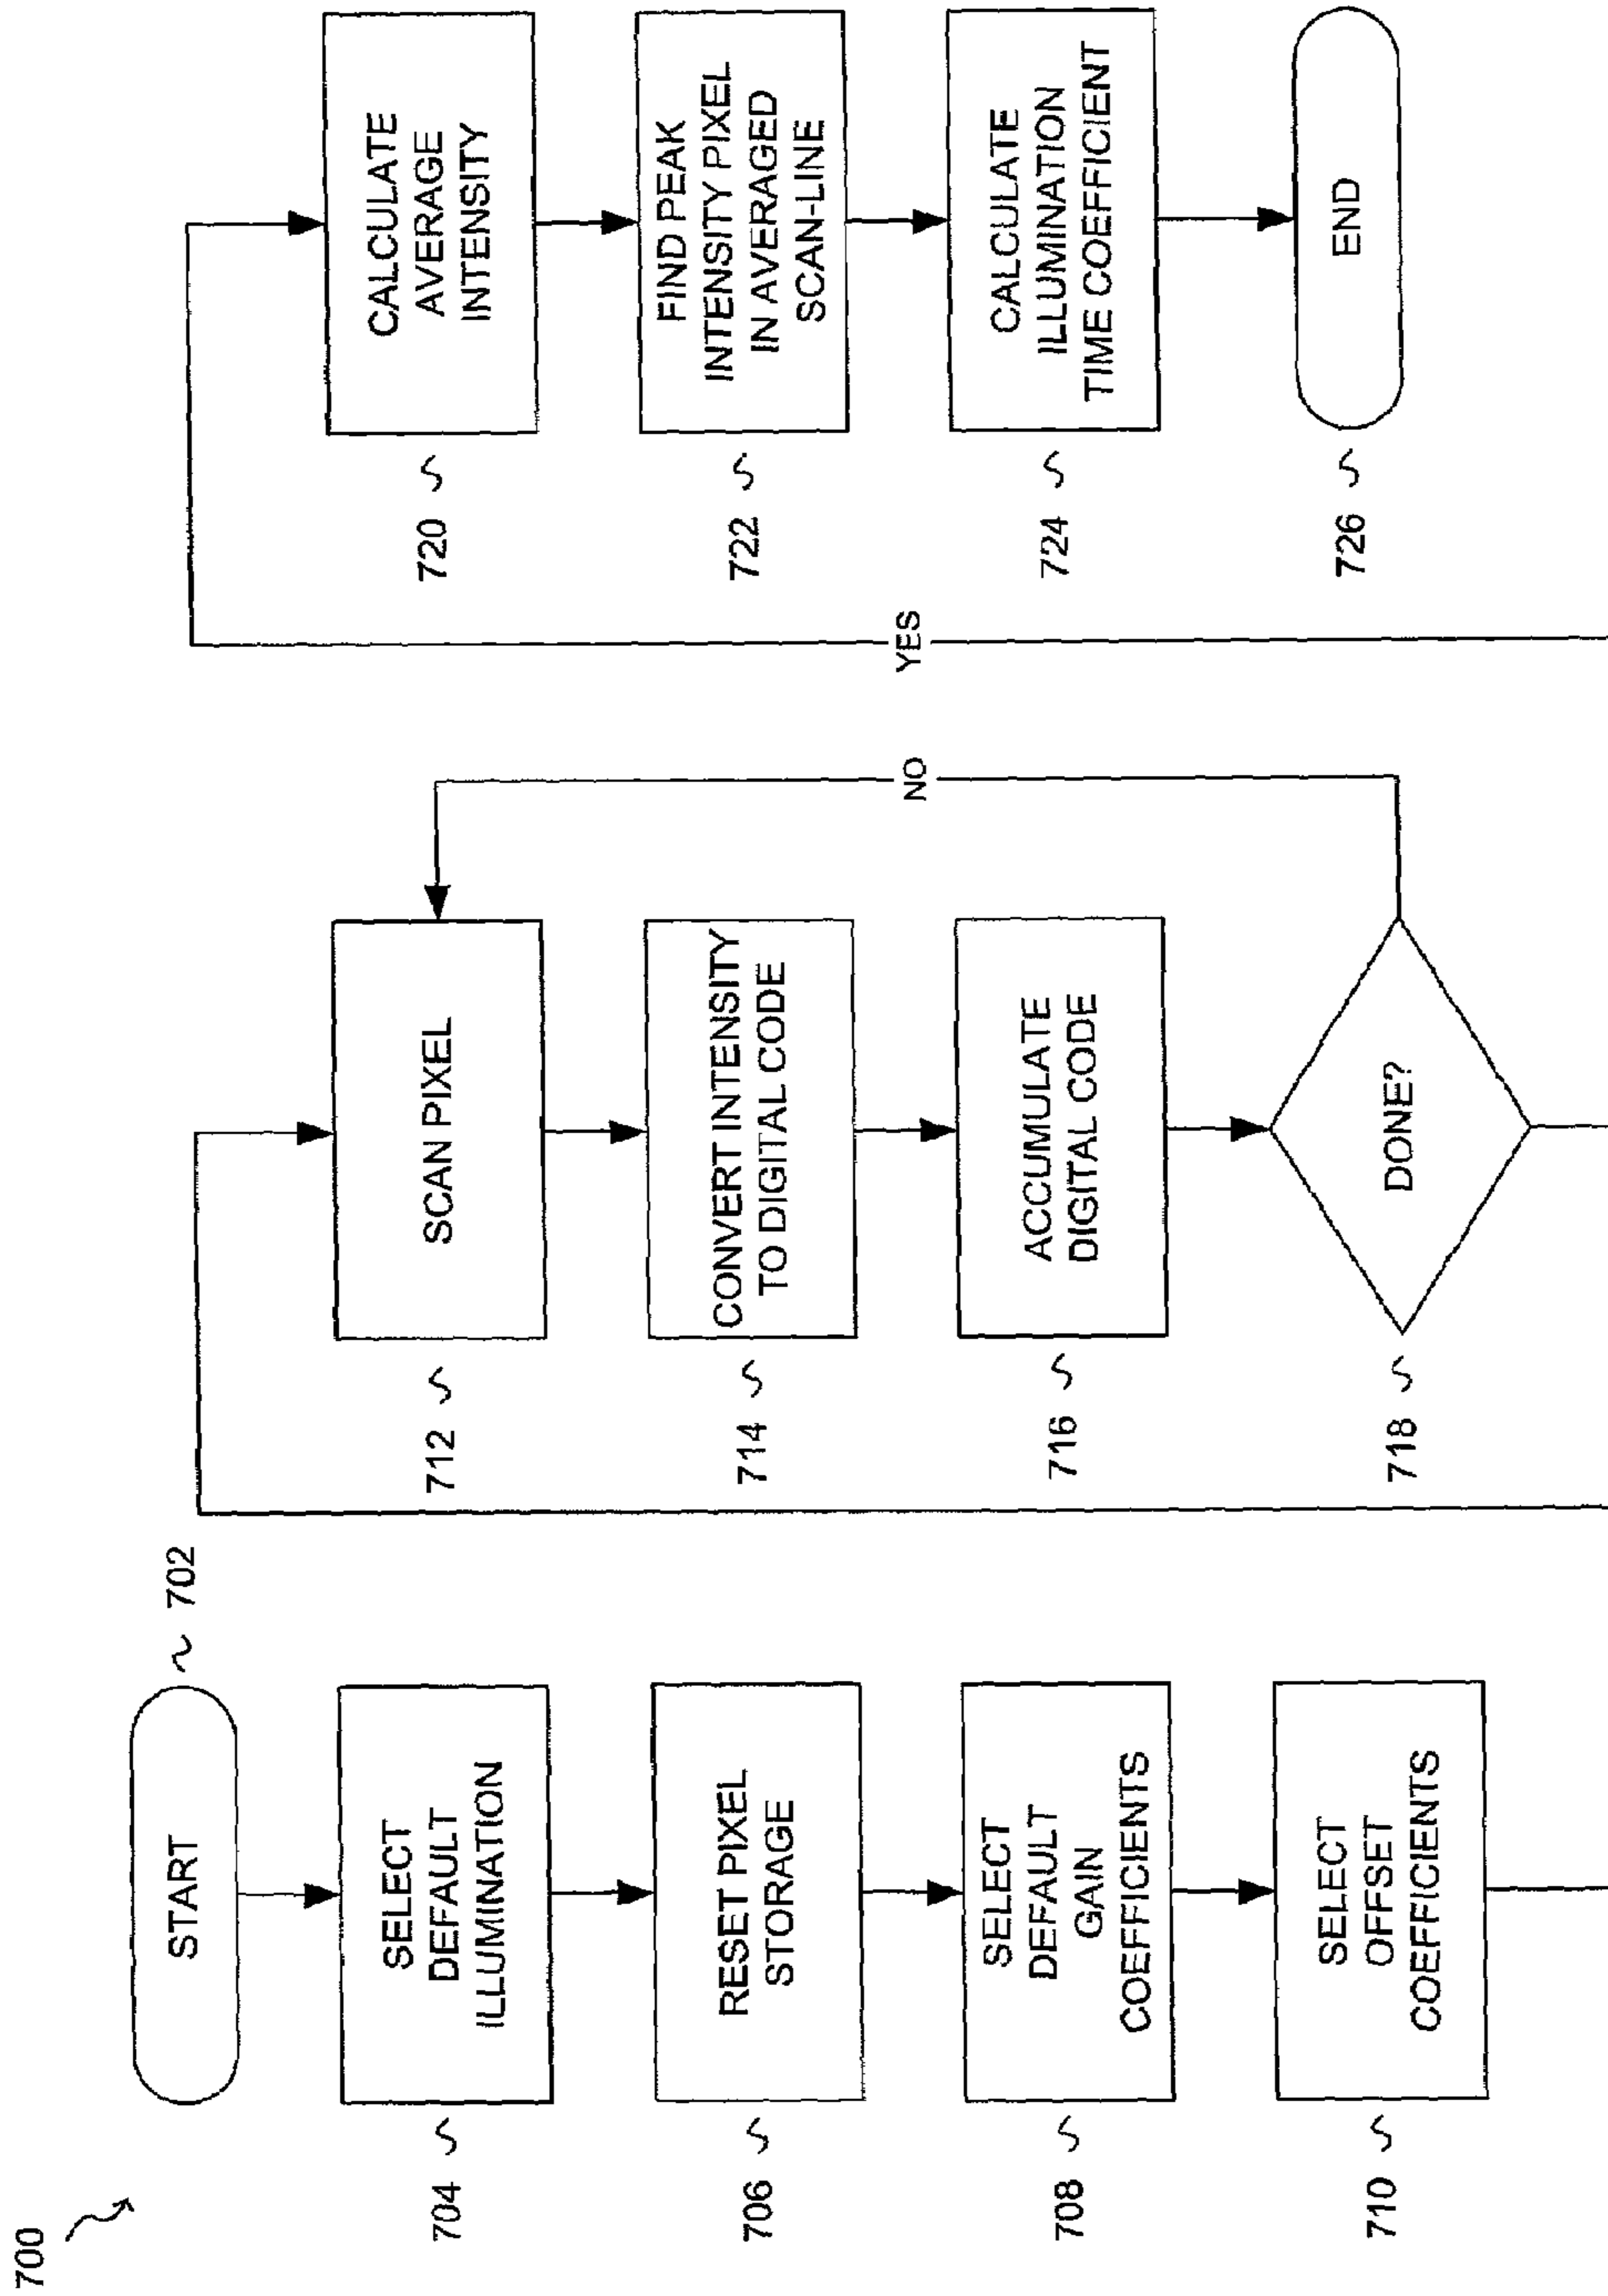 700
START
702
SELECT
DEFAULT
ILLUMINATION
704
RESET PIXEL
STORAGE
706
SELECT
DEFAULT
GAIN
COEFFICIENTS
708
SELECT
OFFSET
COEFFICIENTS
710
SCAN PIXEL
712
CONVERT INTENSITY
TO DIGITAL CODE
714
ACCUMULATE
DIGITAL CODE
716
DONE?
718
NO
YES
CALCULATE
AVERAGE
INTENSITY
720
FIND PEAK
INTENSITY PIXEL
IN AVERAGED
SCAN-LINE
722
CALCULATE
ILLUMINATION
TIME COEFFICIENT
724
END
726